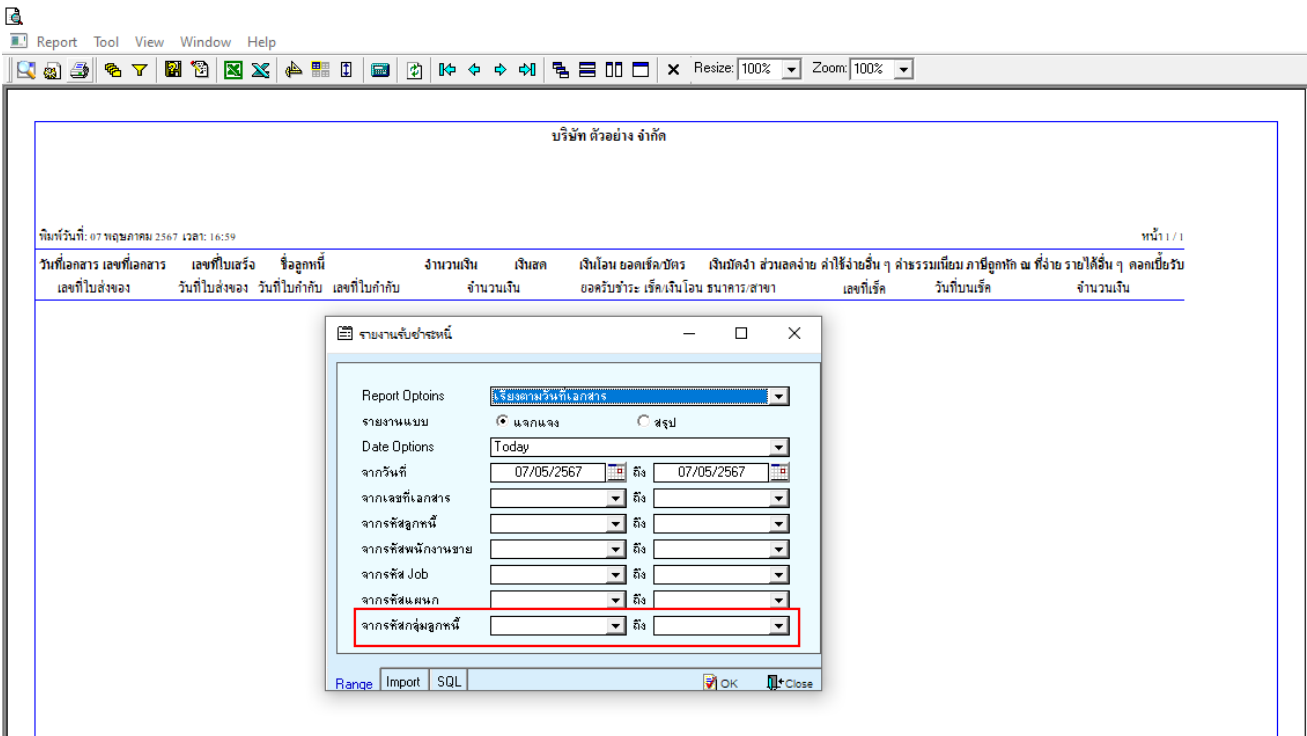 Report Tool View Window Help
Resize: 100% Zoom: 100%
บริษัท ตัวอย่าง จำกัด
พิมพ์วันที่: 07 พฤษภาคม 2567 เวลา: 16:59 หน้า 1 / 1
วันที่เอกสาร เลขที่เอกสาร เลขที่ใบเสร็จ ชื่อลูกหนี้ จำนวนเงิน เงินสด เงินโอน ยอดเช็ค/บัตร เงินมัดจำ ส่วนลดจ่าย ค่าใช้จ่ายอื่น ๆ ค่าธรรมเนียม ภาษีถูกหัก ณ ที่จ่าย รายได้อื่น ๆ ดอกเบี้ยรับ
เลขที่ใบส่งของ วันที่ใบส่งของ วันที่ใบกำกับ เลขที่ใบกำกับ จำนวนเงิน ยอดรับชำระ เช็ค/เงินโอน ธนาคาร/สาขา เลขที่เช็ค วันที่บนเช็ค จำนวนเงิน
รายงานรับชำระหนี้
Report Optoins เรียงตามวันที่เอกสาร
รายงานแบบ แจกแจง สรุป
Date Options Today
จากวันที่ 07/05/2567 ถึง 07/05/2567
จากเลขที่เอกสาร ถึง
จากรหัสลูกหนี้ ถึง
จากรหัสพนักงานขาย ถึง
จากรหัส Job ถึง
จากรหัสแผนก ถึง
จากรหัสกลุ่มลูกหนี้ ถึง
Range Import SQL OK Close